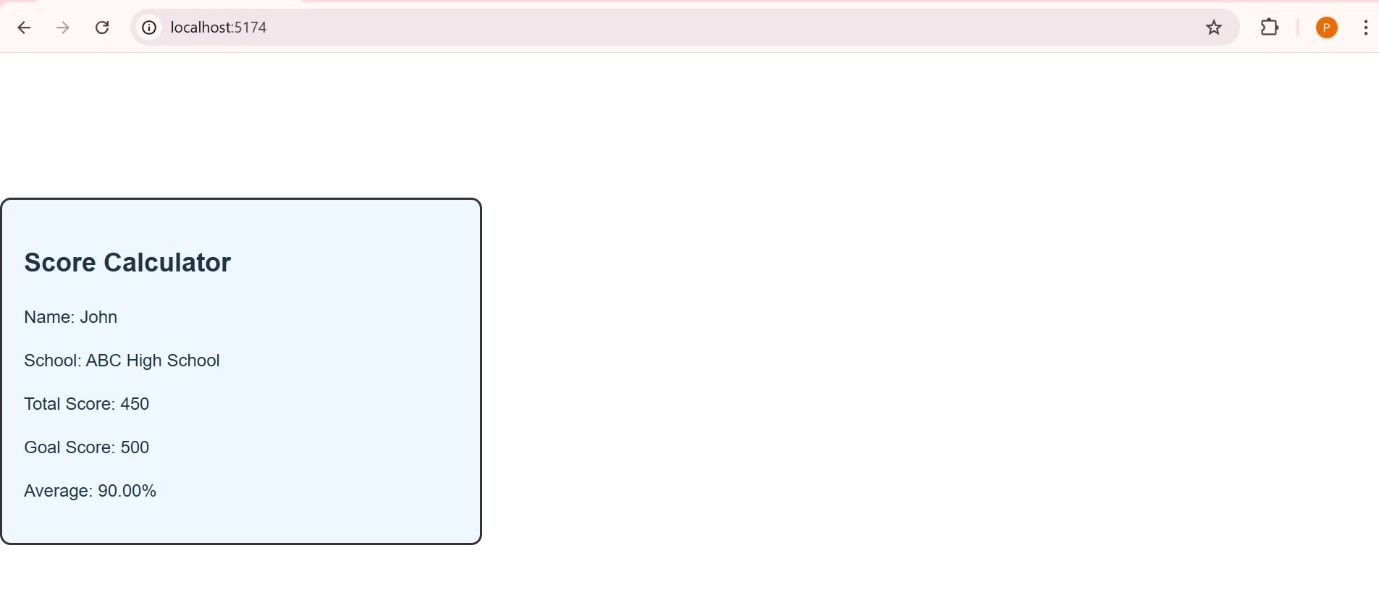 localhost:5174
P
Score Calculator
Name: John
School: ABC High School
Total Score: 450
Goal Score: 500
Average: 90.00%